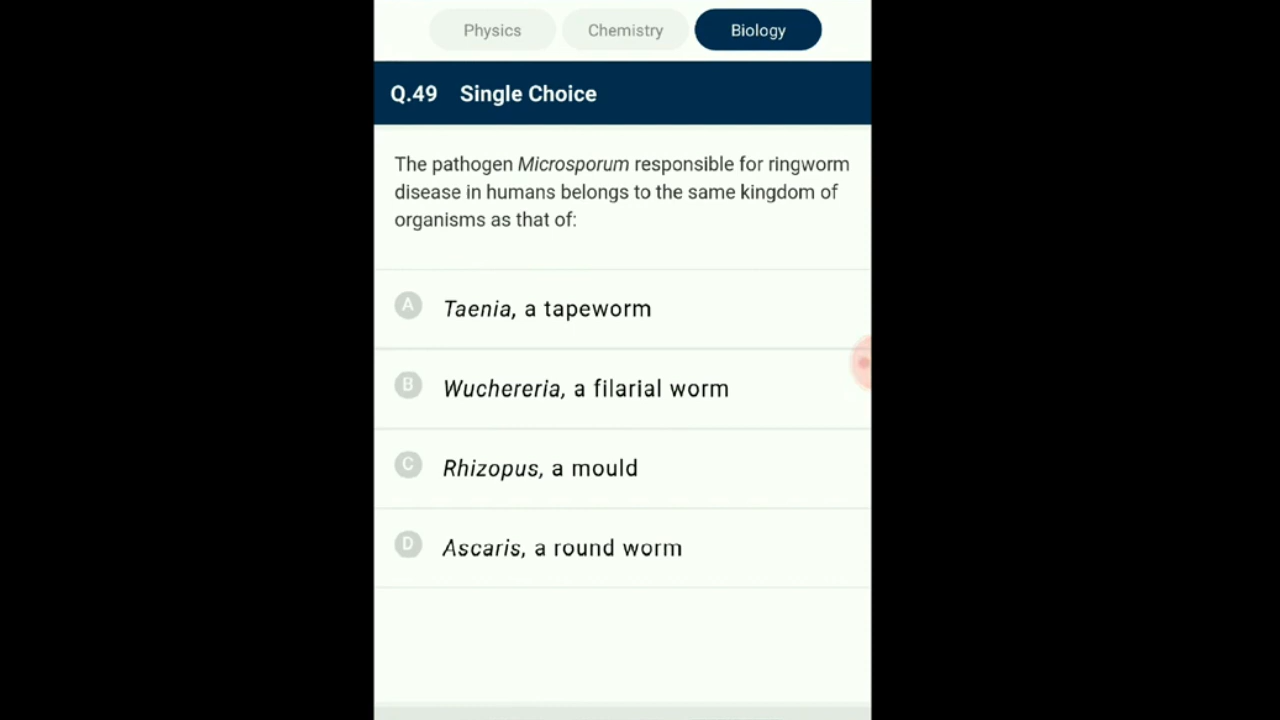 Physics Chemistry Biology
Q.49 Single Choice
The pathogen Microsporum responsible for ringworm
disease in humans belongs to the same kingdom of
organisms as that of:
A Taenia, a tapeworm
B Wuchereria, a filarial worm
C Rhizopus, a mould
D Ascaris, a round worm